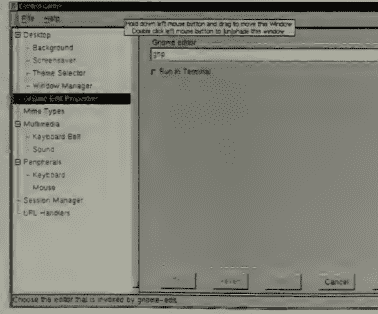 Control Center
File Help
Hold down left mouse button and drag to move this Window
Double click left mouse button to (un)shade this window
Desktop
Background
Screensaver
Theme Selector
Window Manager
Gnome Edit Properties
Mime Types
Multimedia
Keyboard Bell
Sound
Peripherals
Keyboard
Mouse
Session Manager
URL Handlers
Gnome editor
Run in Terminal
Cancel
Choose the editor that is invoked by gnome-edit.